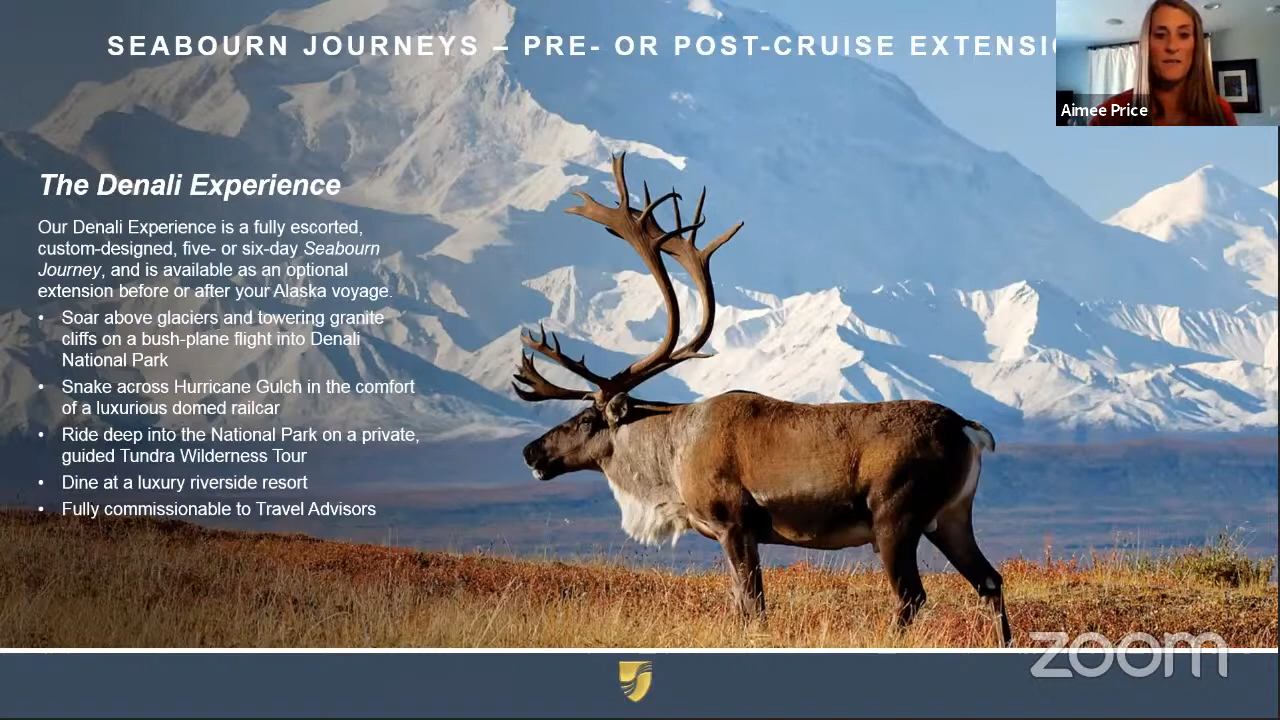 SEABOURN JOURNEYS – PRE- OR POST-CRUISE
Aimee Price
The Denali Experience
Our Denali Experience is a fully escorted,
custom-designed, five- or six-day Seabourn
Journey, and is available as an optional
extension before or after your Alaska voyage.
• Soar above glaciers and towering granite
cliffs on a bush-plane flight into Denali
National Park
• Snake across Hurricane Gulch in the comfort
of a luxurious domed railcar
• Ride deep into the National Park on a private,
guided Tundra Wilderness Tour
• Dine at a luxury riverside resort
• Fully commissionable to Travel Advisors
zoom